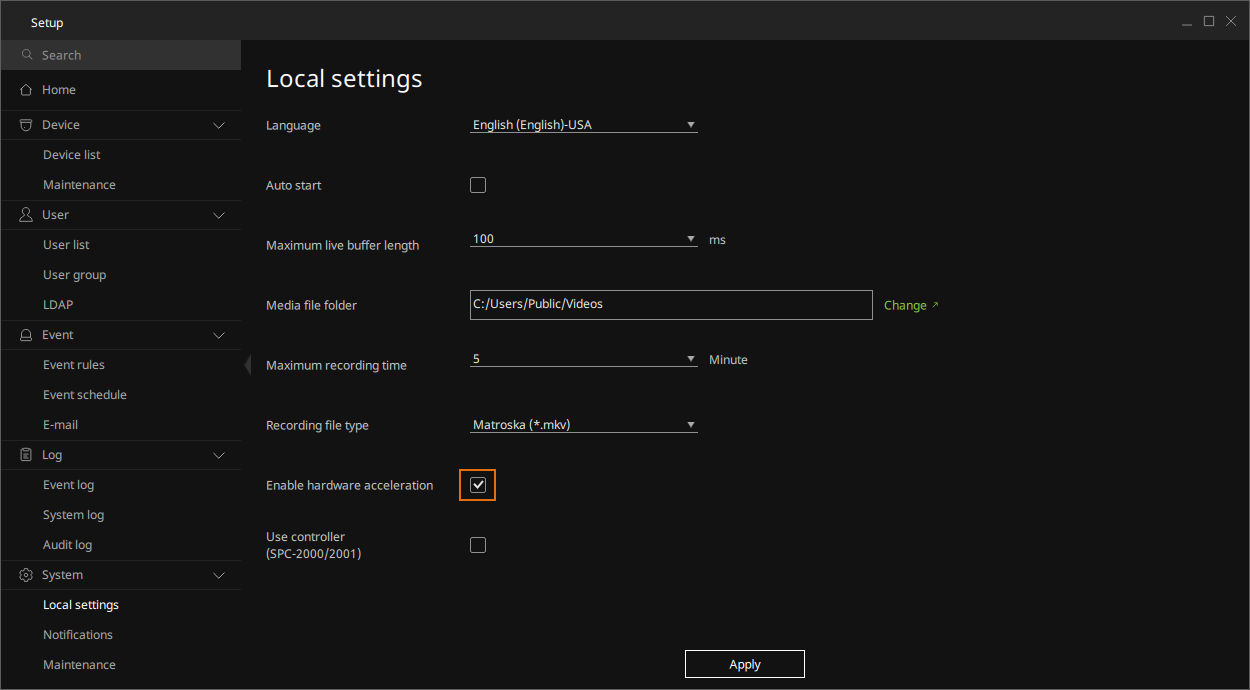 Setup
Search
Home
Device
Device list
Maintenance
User
User list
User group
LDAP
Event
Event rules
Event schedule
E-mail
Log
Event log
System log
Audit log
System
Local settings
Notifications
Maintenance
Local settings
Language
English (English)-USA
Auto start
Maximum live buffer length
100
ms
Media file folder
C:/Users/Public/Videos
Change
Maximum recording time
5
Minute
Recording file type
Matroska (*.mkv)
Enable hardware acceleration
Use controller
(SPC-2000/2001)
Apply